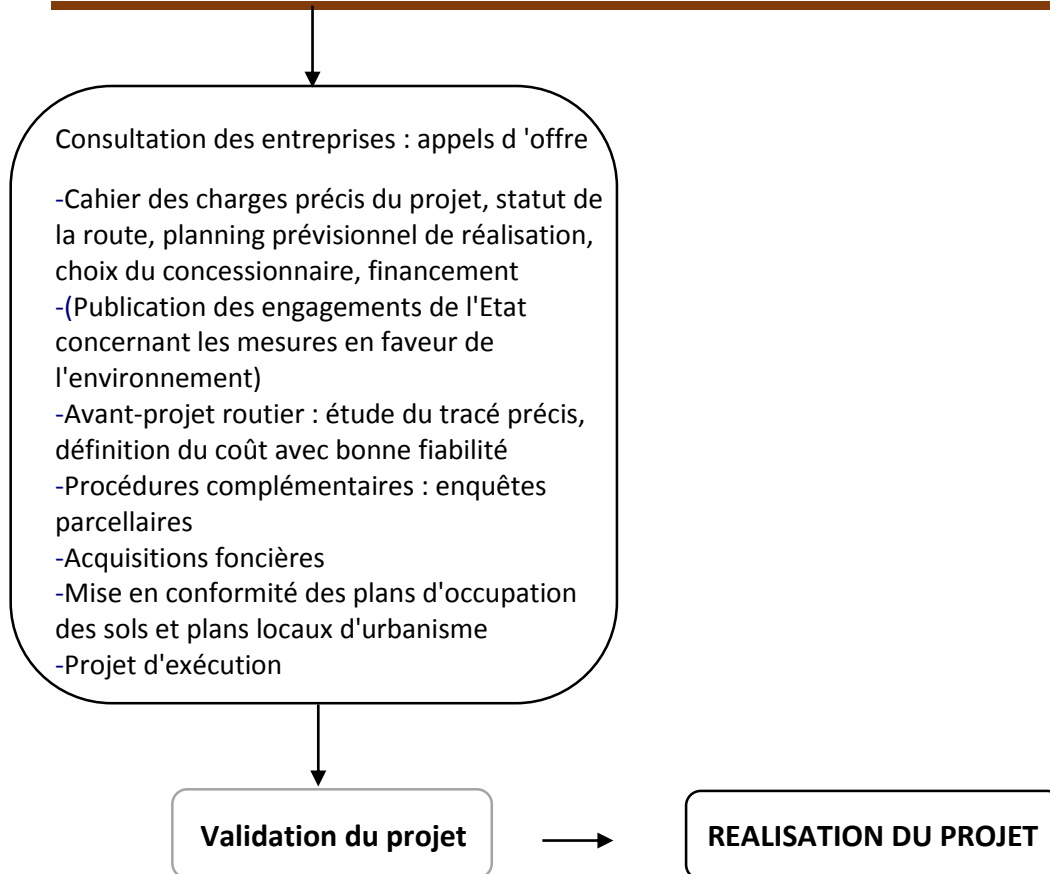 Consultation des entreprises : appels d 'offre
-Cahier des charges précis du projet, statut de
la route, planning prévisionnel de réalisation,
choix du concessionnaire, financement
-(Publication des engagements de l'Etat
concernant les mesures en faveur de
l'environnement)
-Avant-projet routier : étude du tracé précis,
définition du coût avec bonne fiabilité
-Procédures complémentaires : enquêtes
parcellaires
-Acquisitions foncières
-Mise en conformité des plans d'occupation
des sols et plans locaux d'urbanisme
-Projet d'exécution
Validation du projet
REALISATION DU PROJET